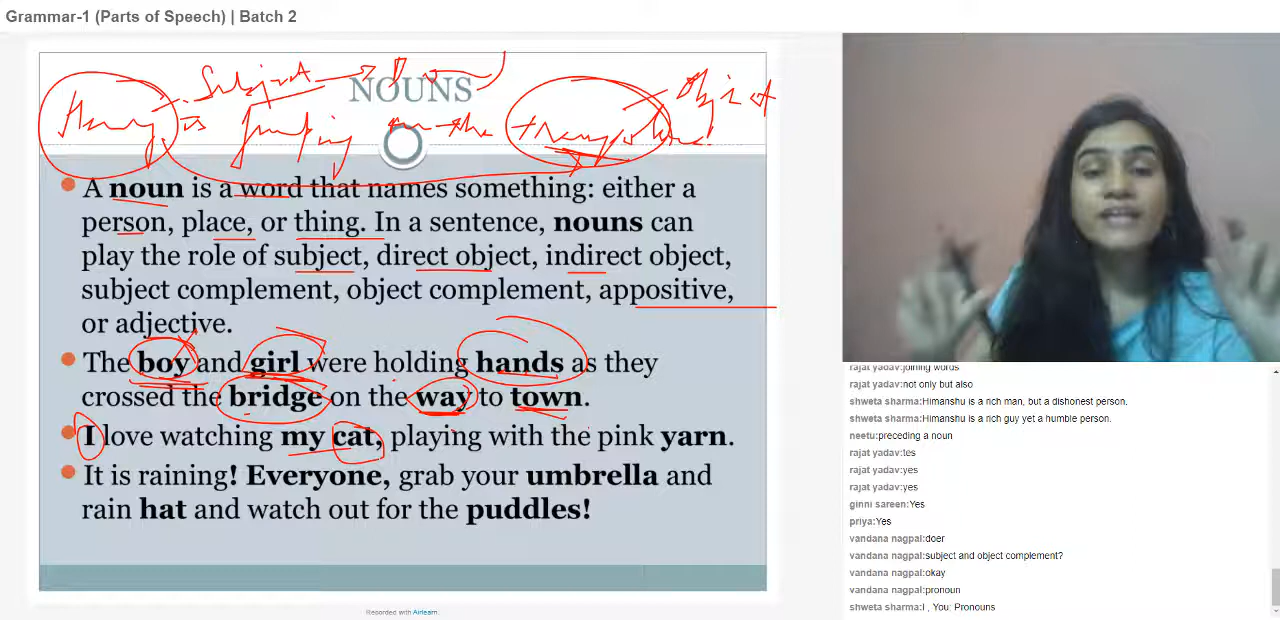 Grammar-1 (Parts of Speech) | Batch 2
Subject
NOUNS
Object
is jumping on the
A noun is a word that names something: either a
person, place, or thing. In a sentence, nouns can
play the role of subject, direct object, indirect object,
subject complement, object complement, appositive,
or adjective.
The boy and girl were holding hands as they
crossed the bridge on the way to town.
I love watching my cat, playing with the pink yarn.
It is raining! Everyone, grab your umbrella and
rain hat and watch out for the puddles!
Recorded with Airlearn.
rajat yadav:joining words
rajat yadav:not only but also
shweta sharma:Himanshu is a rich man, but a dishonest person.
shweta sharma:Himanshu is a rich guy yet a humble person.
neetu:preceding a noun
rajat yadav:tes
rajat yadav:yes
rajat yadav:yes
ginni sareen:Yes
priya:Yes
vandana nagpal:doer
vandana nagpal:subject and object complement?
vandana nagpal:okay
vandana nagpal:pronoun
shweta sharma:I , You: Pronouns